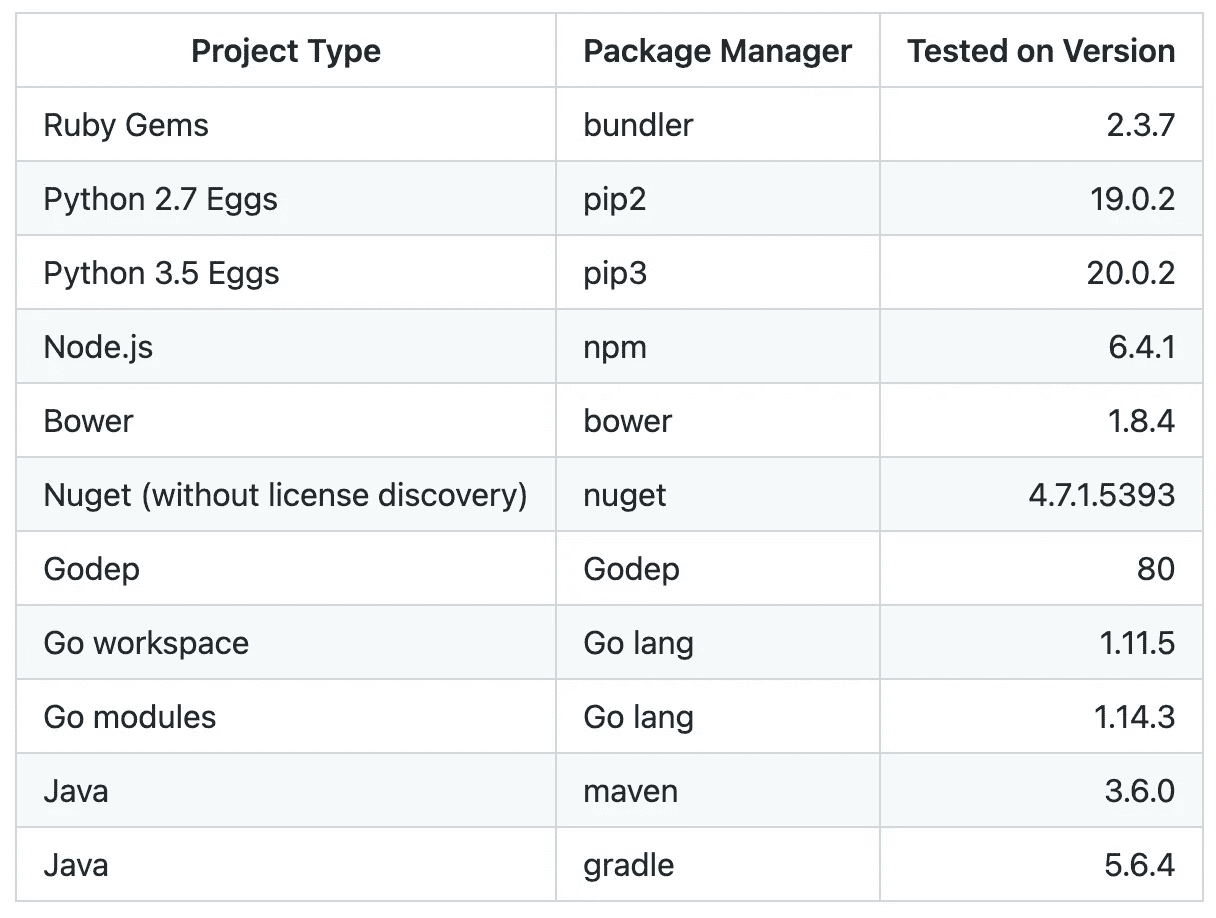 Project Type Package Manager Tested on Version
Ruby Gems bundler 2.3.7
Python 2.7 Eggs pip2 19.0.2
Python 3.5 Eggs pip3 20.0.2
Node.js npm 6.4.1
Bower bower 1.8.4
Nuget (without license discovery) nuget 4.7.1.5393
Godep Godep 80
Go workspace Go lang 1.11.5
Go modules Go lang 1.14.3
Java maven 3.6.0
Java gradle 5.6.4